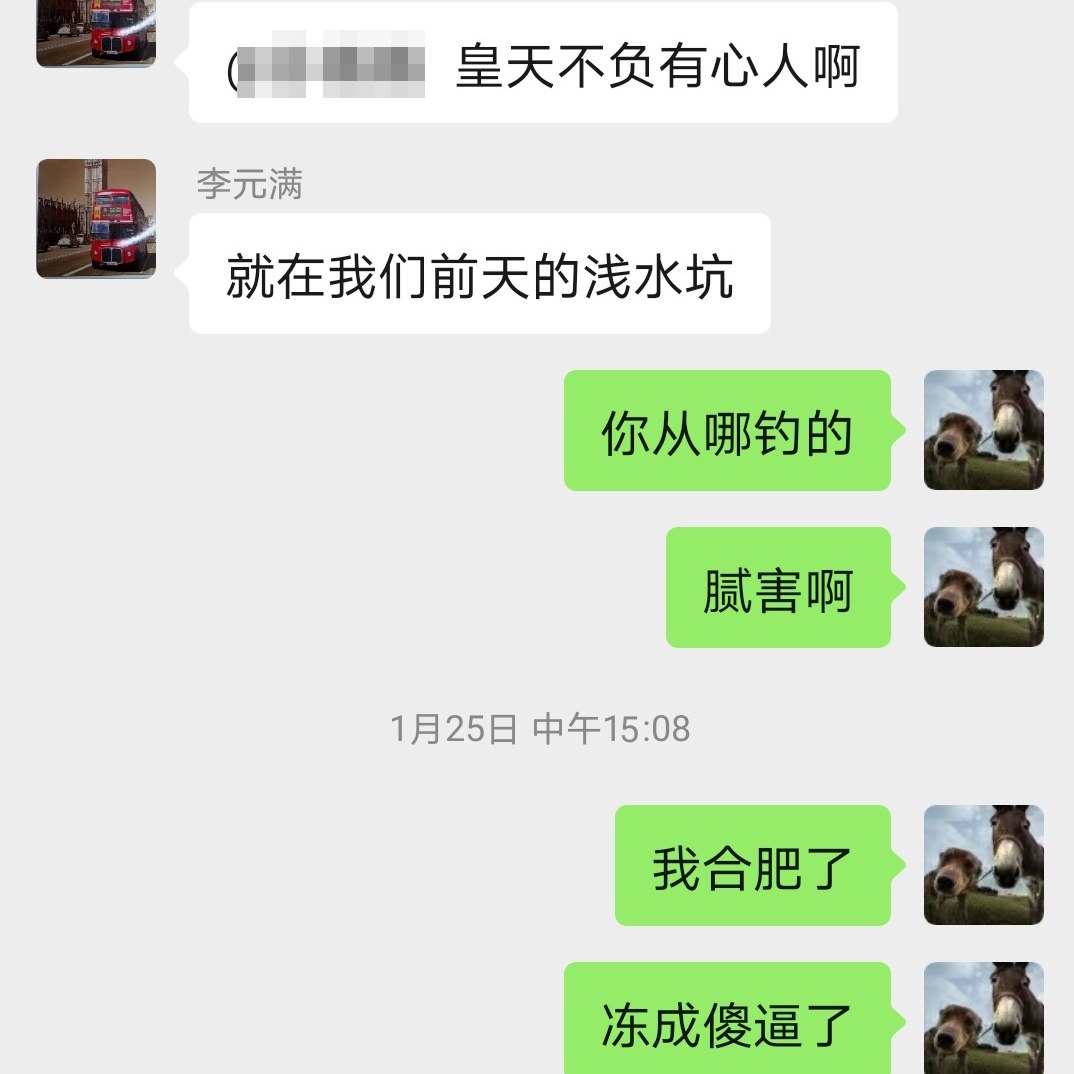 ( 皇天不负有心人啊
李元满
就在我们前天的浅水坑
你从哪钓的
腻害啊
1月25日 中午15:08
我合肥了
冻成傻逼了